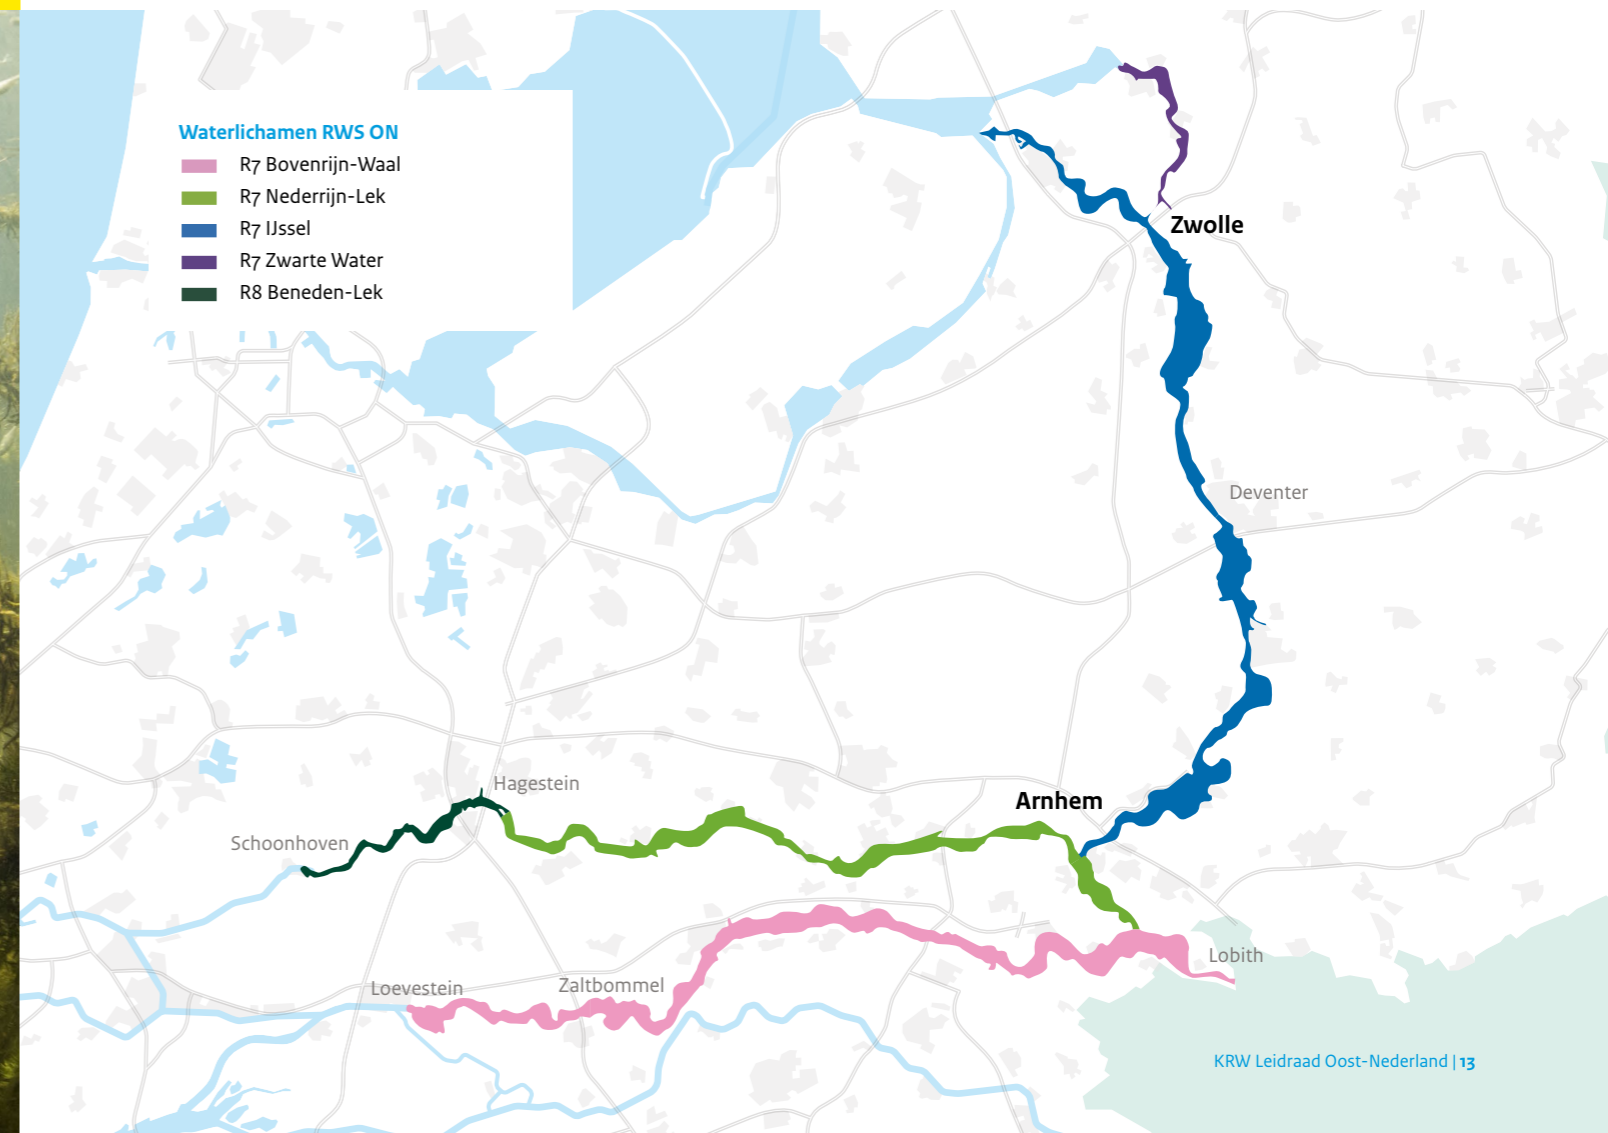 Waterlichamen RWS ON
R7 Bovenrijn-Waal
R7 Nederrijn-Lek
R7 IJssel
R7 Zwarte Water
R8 Beneden-Lek
Zwolle
Deventer
Hagestein
Arnhem
Schoonhoven
Lobith
Loevestein
Zaltbommel
KRW Leidraad Oost-Nederland | 13